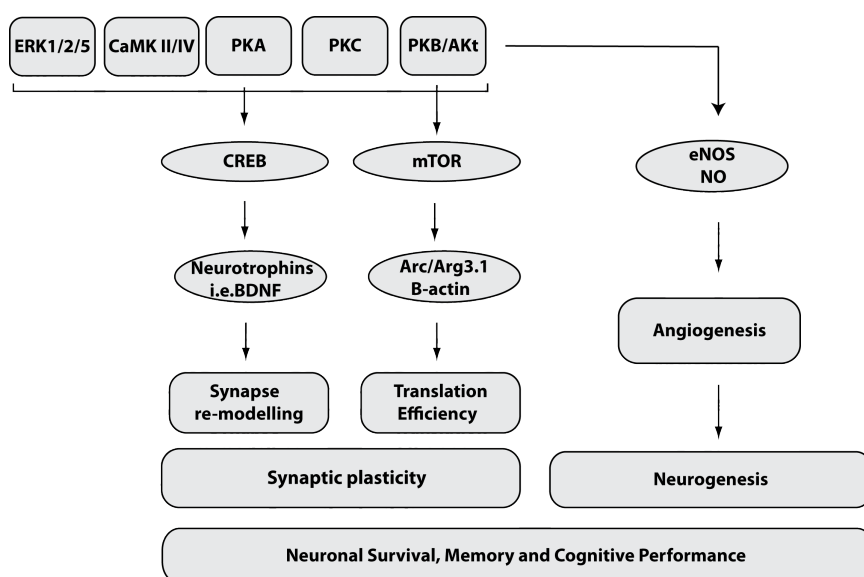 ERK1/2/5
CaMK II/IV
PKA
PKC
PKB/AKt
CREB
mTOR
eNOS
NO
Neurotrophins
i.e.BDNF
Arc/Arg3.1
B-actin
Angiogenesis
Synapse
re-modelling
Translation
Efficiency
Synaptic plasticity
Neurogenesis
Neuronal Survival, Memory and Cognitive Performance